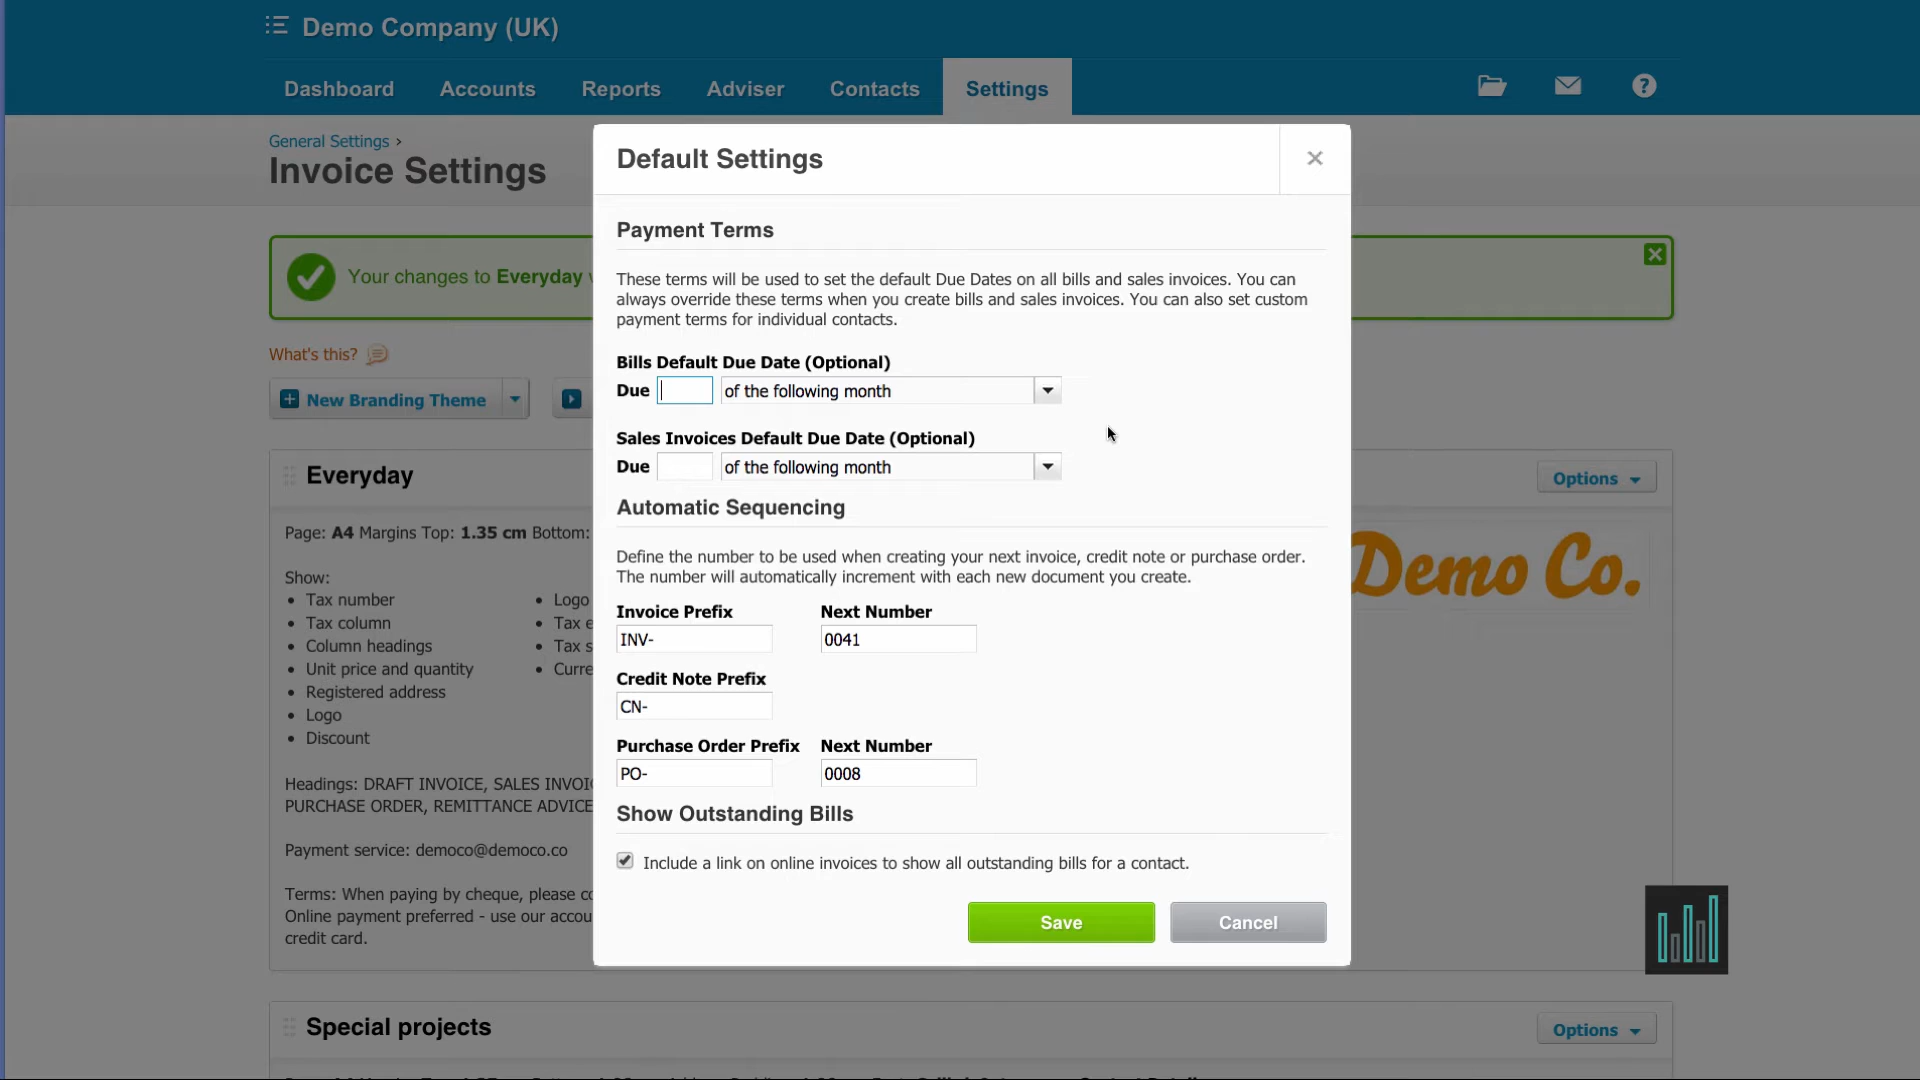 Demo Company (UK)
Dashboard Accounts Reports Adviser Contacts Settings
General Settings ›
Invoice Settings
Default Settings
Your changes to Everyday
Payment Terms
These terms will be used to set the default Due Dates on all bills and sales invoices. You can
always override these terms when you create bills and sales invoices. You can also set custom
payment terms for individual contacts.
What's this?
Bills Default Due Date (Optional)
Due of the following month
New Branding Theme
Sales Invoices Default Due Date (Optional)
Due of the following month
Everyday
Options
Automatic Sequencing
Define the number to be used when creating your next invoice, credit note or purchase order.
The number will automatically increment with each new document you create.
Invoice Prefix Next Number
INV- 0041
Credit Note Prefix
CN-
Purchase Order Prefix Next Number
PO- 0008
Show Outstanding Bills
Include a link on online invoices to show all outstanding bills for a contact.
Save Cancel
Page: A4 Margins Top: 1.35 cm Bottom:
Show:
• Tax number
• Tax column
• Column headings
• Unit price and quantity
• Registered address
• Logo
• Discount
• Logo
• Tax
• Tax
•
Demo Co.
Headings: DRAFT INVOICE, SALES
PURCHASE ORDER, REMITTANCE ADVICE
Payment service: democo@democo.co
Terms: When paying by cheque, please
Online payment preferred - use our
credit card.
Special projects
Options